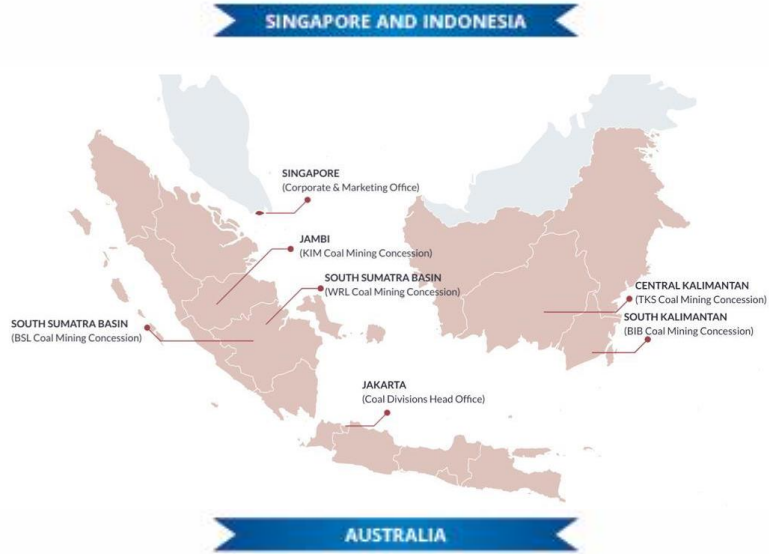 SINGAPORE AND INDONESIA
SINGAPORE
(Corporate & Marketing Office)
JAMBI
(KIM Coal Mining Concession)
SOUTH SUMATRA BASIN
(WRL Coal Mining Concession)
CENTRAL KALIMANTAN
(TKS Coal Mining Concession)
SOUTH KALIMANTAN
(BIB Coal Mining Concession)
SOUTH SUMATRA BASIN
(BSL Coal Mining Concession)
JAKARTA
(Coal Divisions Head Office)
AUSTRALIA